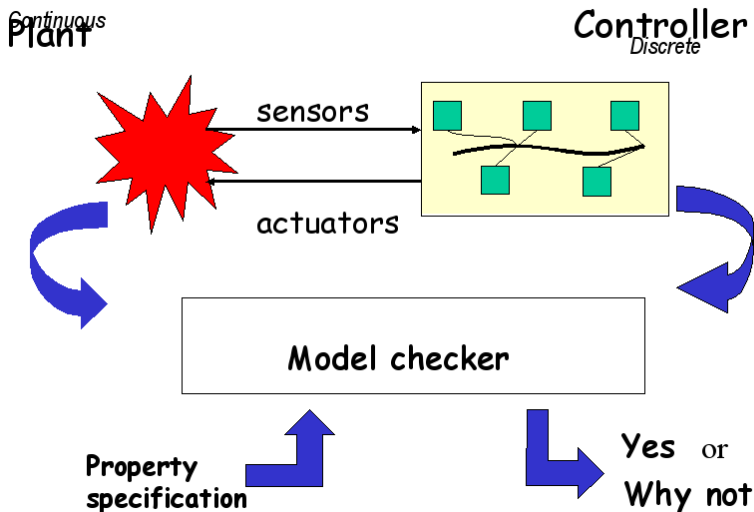 Continuous
Plant
Controller
Discrete
sensors
actuators
Model checker
Property
specification
Yes or
Why not